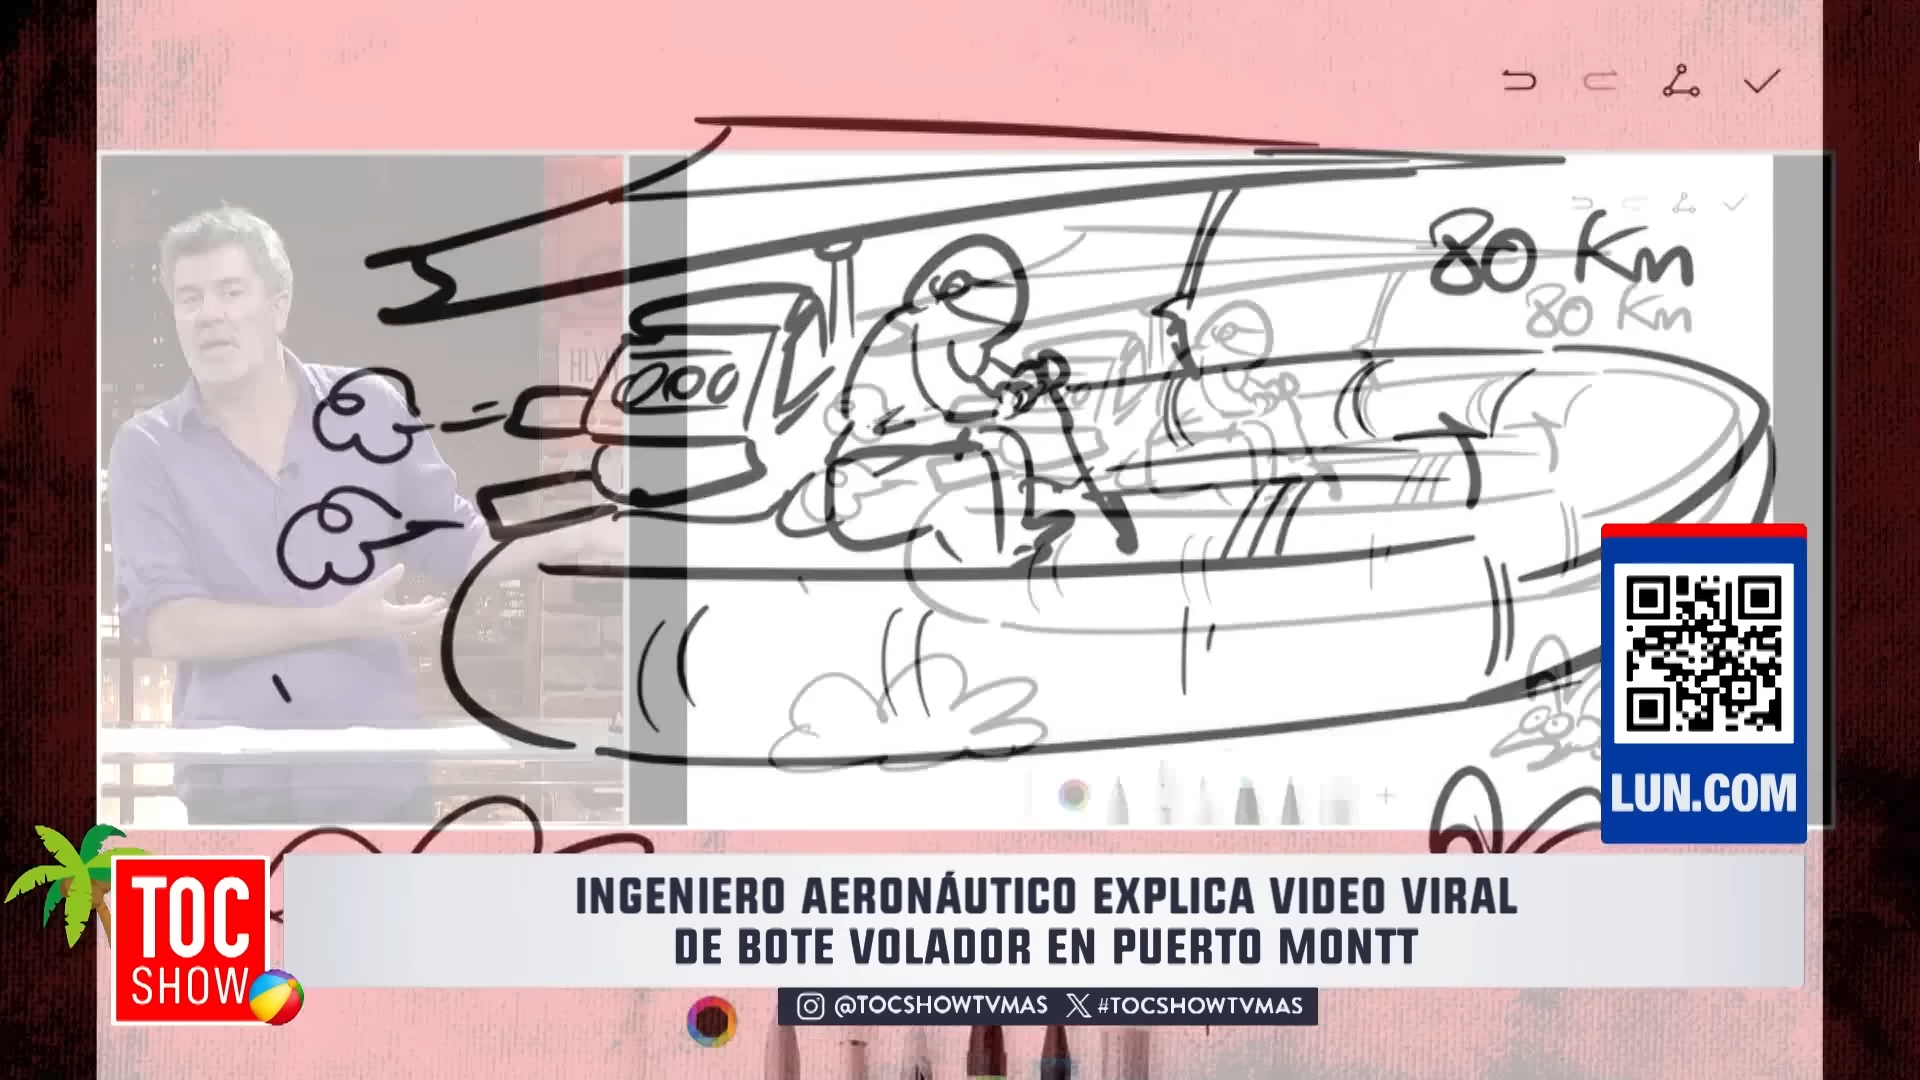 80 Km
80 Km
LUN.COM
TOC
SHOW
INGENIERO AERONÁUTICO EXPLICA VIDEO VIRAL
DE BOTE VOLADOR EN PUERTO MONTT
@TOCSHOWTVMAS #TOCSHOWTVMAS